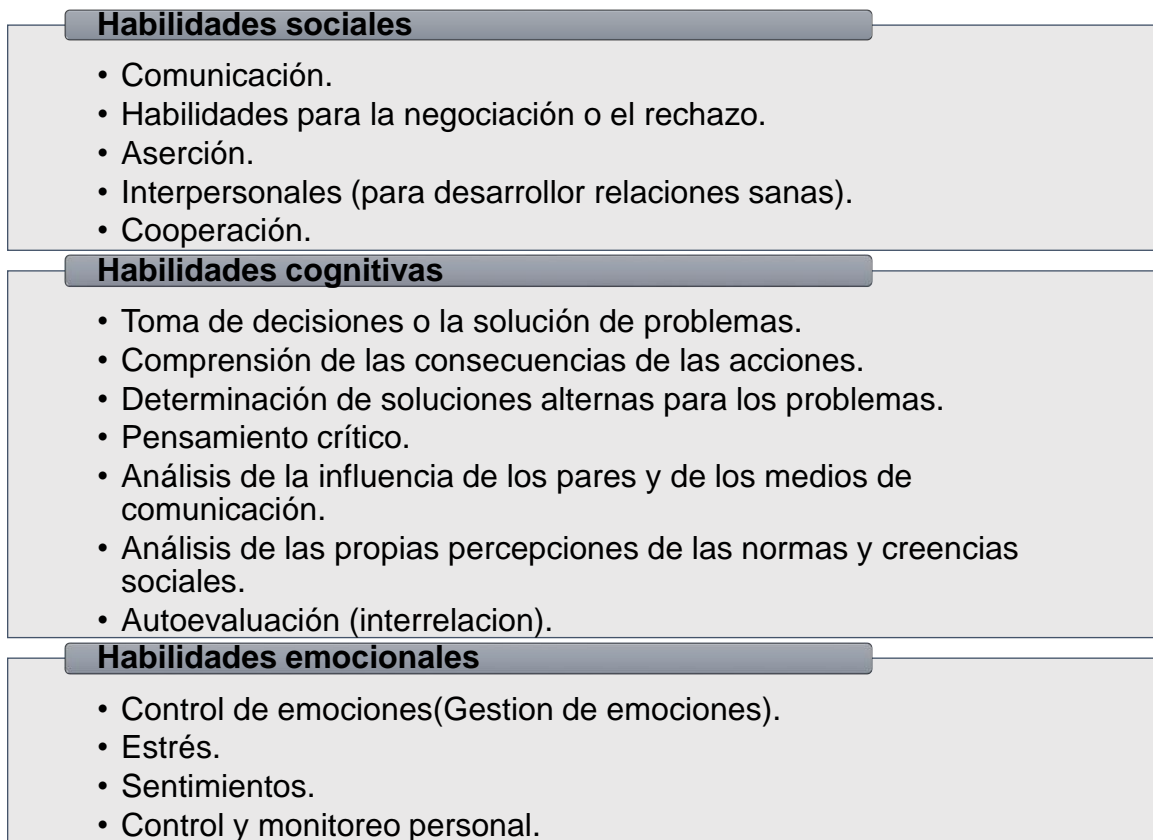 Habilidades sociales
• Comunicación.
• Habilidades para la negociación o el rechazo.
• Aserción.
• Interpersonales (para desarrollor relaciones sanas).
• Cooperación.
Habilidades cognitivas
• Toma de decisiones o la solución de problemas.
• Comprensión de las consecuencias de las acciones.
• Determinación de soluciones alternas para los problemas.
• Pensamiento crítico.
• Análisis de la influencia de los pares y de los medios de
comunicación.
• Análisis de las propias percepciones de las normas y creencias
sociales.
• Autoevaluación (interrelacion).
Habilidades emocionales
• Control de emociones(Gestion de emociones).
• Estrés.
• Sentimientos.
• Control y monitoreo personal.